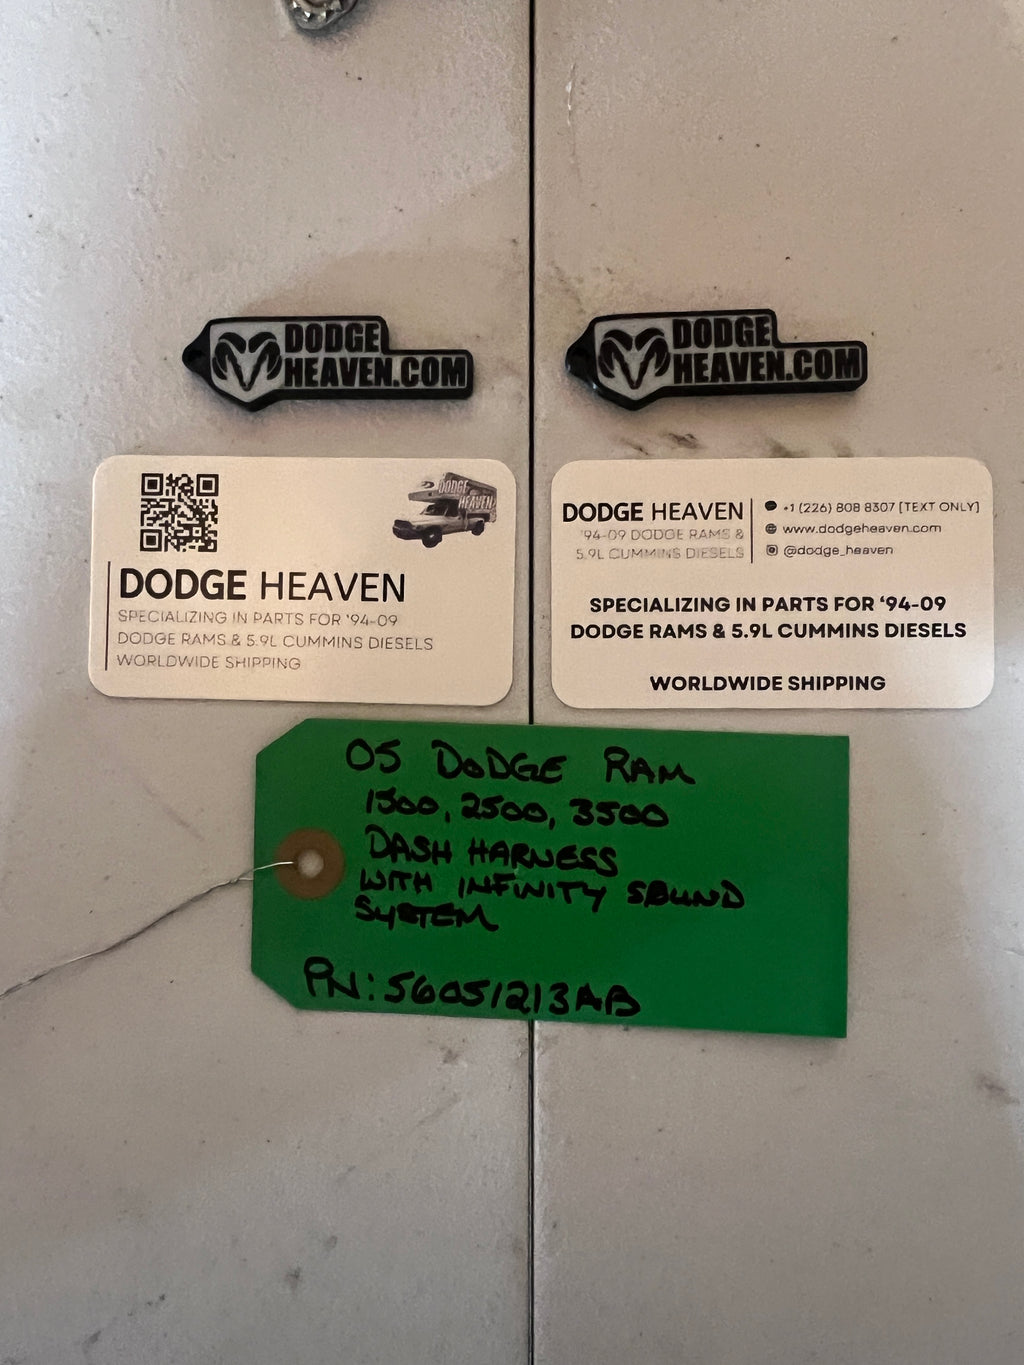 DODGE
HEAVEN.COM
DODGE
HEAVEN.COM
DODGE
HEAVEN
DODGE HEAVEN
SPECIALIZING IN PARTS FOR '94-09
DODGE RAMS & 5.9L CUMMINS DIESELS
WORLDWIDE SHIPPING
DODGE HEAVEN
'94-09 DODGE RAMS &
5.9L CUMMINS DIESELS
+1 (226) 808 8307 [TEXT ONLY]
www.dodgeheaven.com
@dodge_heaven
SPECIALIZING IN PARTS FOR '94-09
DODGE RAMS & 5.9L CUMMINS DIESELS
WORLDWIDE SHIPPING
05 DODGE RAM
1500, 2500, 3500
DASH HARNESS
WITH INFINITY SOUND
SYSTEM
PN: 56051213AB